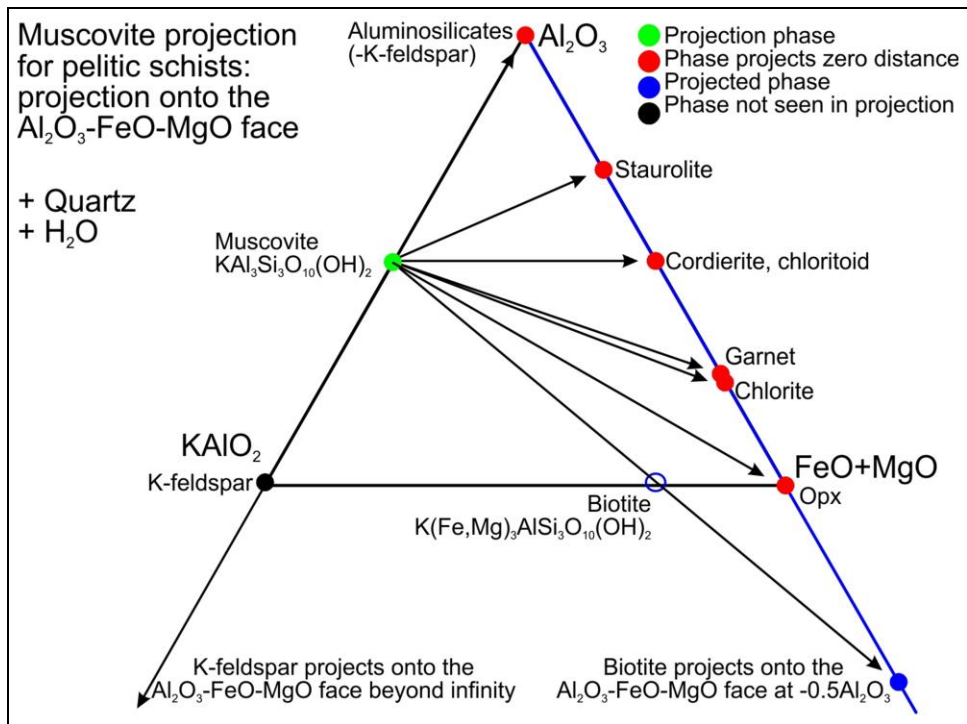 Muscovite projection
for pelitic schists:
projection onto the
Al₂O₃-FeO-MgO face
+ Quartz
+ H₂O
Aluminosilicates
(-K-feldspar)
Al₂O₃
Projection phase
Phase projects zero distance
Projected phase
Phase not seen in projection
Staurolite
Muscovite
KAl₃Si₃O₁₀(OH)₂
Cordierite, chloritoid
Garnet
Chlorite
KAlO₂
K-feldspar
FeO+MgO
Opx
Biotite
K(Fe,Mg)₃AlSi₃O₁₀(OH)₂
K-feldspar projects onto the
Al₂O₃-FeO-MgO face beyond infinity
Biotite projects onto the
Al₂O₃-FeO-MgO face at -0.5Al₂O₃